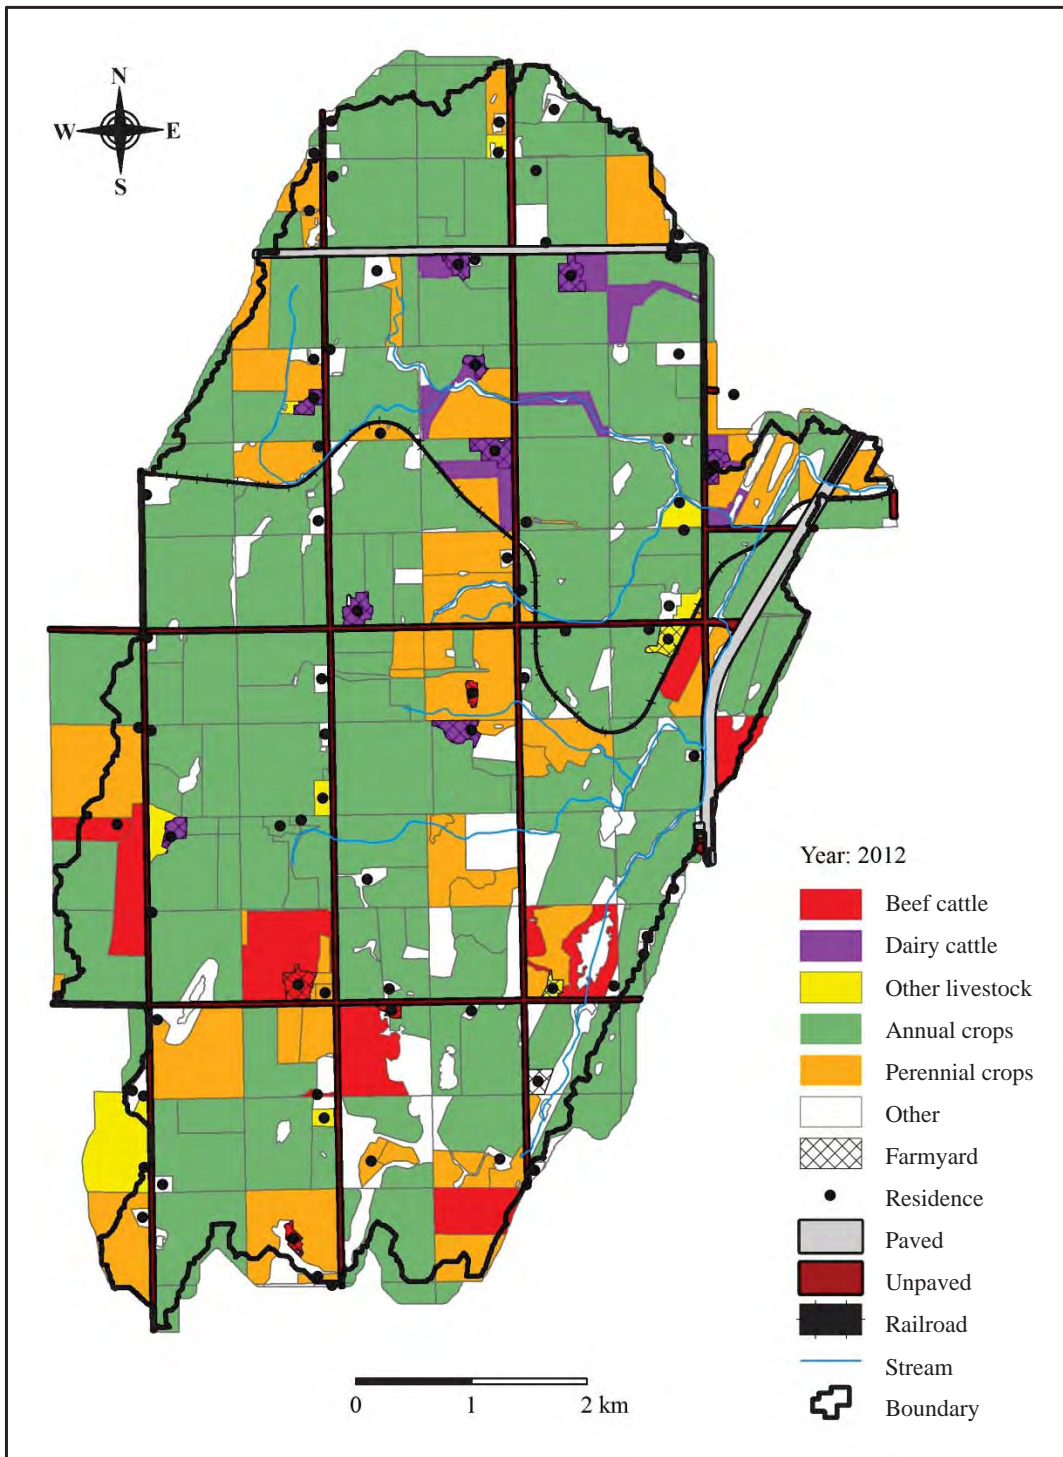 N
W E
S
Year: 2012
Beef cattle
Dairy cattle
Other livestock
Annual crops
Perennial crops
Other
Farmyard
Residence
Paved
Unpaved
Railroad
Stream
Boundary
0 1 2 km